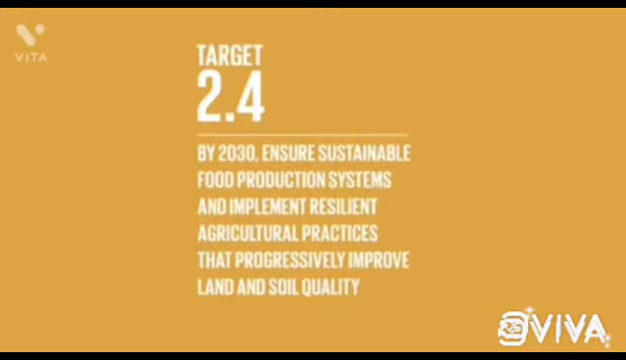 VITA
TARGET
2.4
BY 2030, ENSURE SUSTAINABLE
FOOD PRODUCTION SYSTEMS
AND IMPLEMENT RESILIENT
AGRICULTURAL PRACTICES
THAT PROGRESSIVELY IMPROVE
LAND AND SOIL QUALITY
VIVA